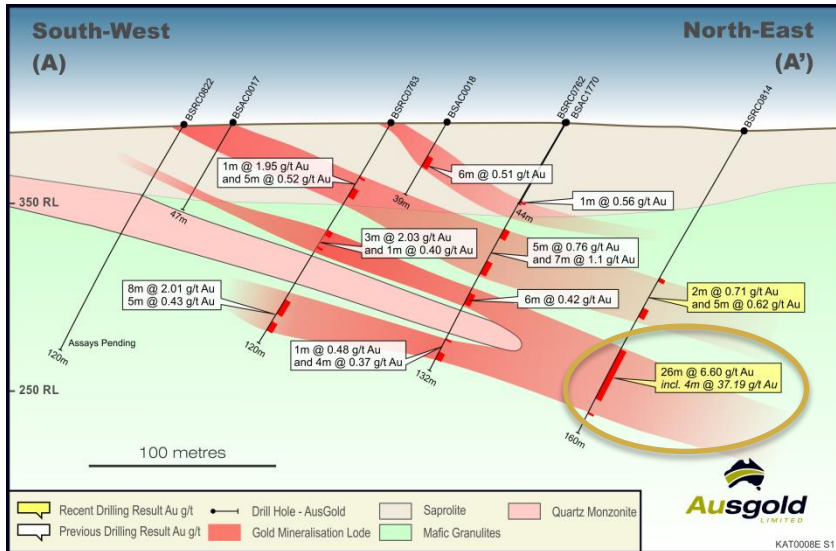 South-West
(A)
North-East
(A')
BSRC0822
BSAC0017
BSRC0763
BSAC0018
BSRC0762
BSAC1770
BSRC0814
1m @ 1.95 g/t Au
and 5m @ 0.52 g/t Au
6m @ 0.51 g/t Au
1m @ 0.56 g/t Au
350 RL
47m
39m
44m
3m @ 2.03 g/t Au
and 1m @ 0.40 g/t Au
5m @ 0.76 g/t Au
and 7m @ 1.1 g/t Au
8m @ 2.01 g/t Au
5m @ 0.43 g/t Au
6m @ 0.42 g/t Au
2m @ 0.71 g/t Au
and 5m @ 0.62 g/t Au
Assays Pending
120m
120m
1m @ 0.48 g/t Au
and 4m @ 0.37 g/t Au
132m
26m @ 6.60 g/t Au
incl. 4m @ 37.19 g/t Au
250 RL
160m
100 metres
Recent Drilling Result Au g/t
Drill Hole - AusGold
Saprolite
Quartz Monzonite
Previous Drilling Result Au g/t
Gold Mineralisation Lode
Mafic Granulites
Ausgold
LIMITED
KAT0008E S1